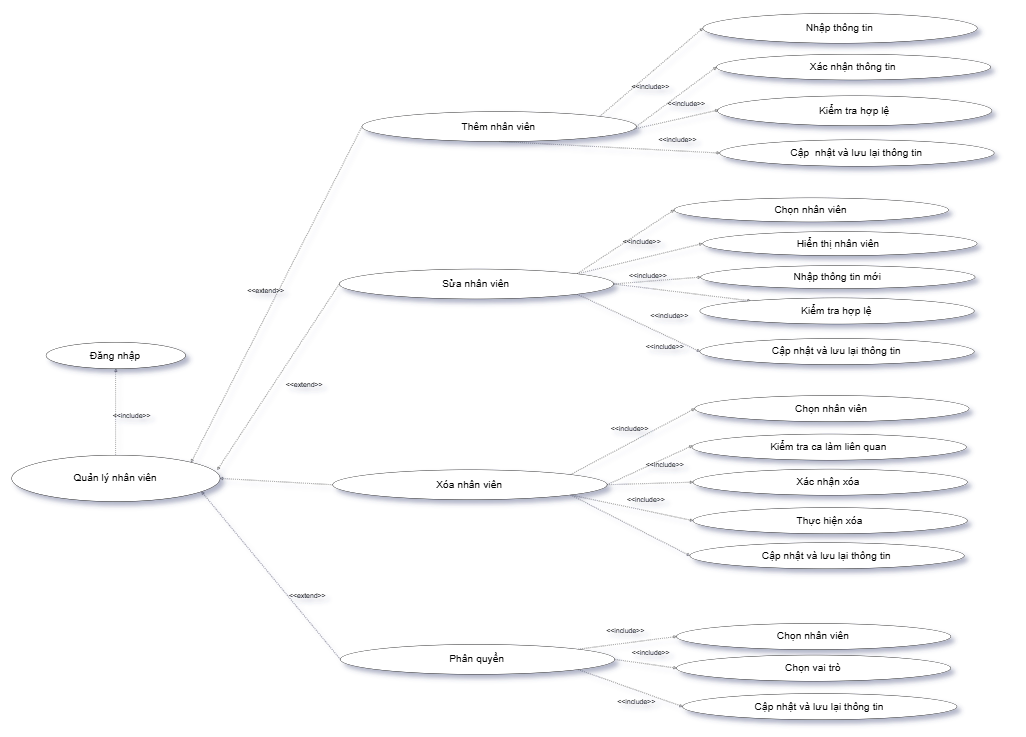 Nhập thông tin
Xác nhận thông tin
<<include>>
<<include>>
Kiểm tra hợp lệ
Thêm nhân viên
<<include>>
Cập  nhật và lưu lại thông tin
Chọn nhân viên
<<include>>
Hiển thị nhân viên
<<include>>
Nhập thông tin mới
Sửa nhân viên
<<extend>>
Kiểm tra hợp lệ
<<include>>
<<include>>
Cập nhật và lưu lại thông tin
Đăng nhập
<<extend>>
Chọn nhân viên
<<include>>
<<include>>
Kiểm tra ca làm liên quan
<<include>>
Quản lý nhân viên
Xóa nhân viên
Xác nhận xóa
<<include>>
Thực hiện xóa
Cập nhật và lưu lại thông tin
<<extend>>
<<include>>
Chọn nhân viên
<<include>>
Phân quyền
Chọn vai trò
<<include>>
Cập nhật và lưu lại thông tin